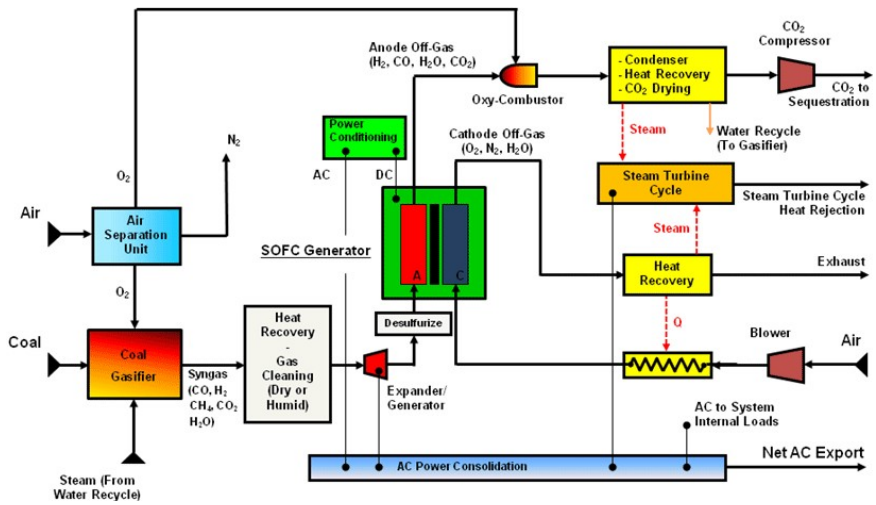 CO2
Compressor
Anode Off-Gas
(H2, CO, H2O, CO2)
- Condenser
- Heat Recovery
- CO2 Drying
Oxy-Combustor
CO2 to
Sequestration
Power
Conditioning
Cathode Off-Gas
(O2, N2, H2O)
Steam
Water Recycle
(To Gasifier)
N2
O2
AC
DC
Steam Turbine
Cycle
Steam Turbine Cycle
Heat Rejection
Air
Air
Separation
Unit
SOFC Generator
Steam
A
C
Heat
Recovery
Exhaust
O2
Heat
Recovery
-
Gas
Cleaning
(Dry or
Humid)
Desulfurize
Q
Blower
Air
Coal
Coal
Gasifier
Syngas
(CO, H2
CH4, CO2
H2O)
Expander/
Generator
AC to System
Internal Loads
Steam (From
Water Recycle)
AC Power Consolidation
Net AC Export